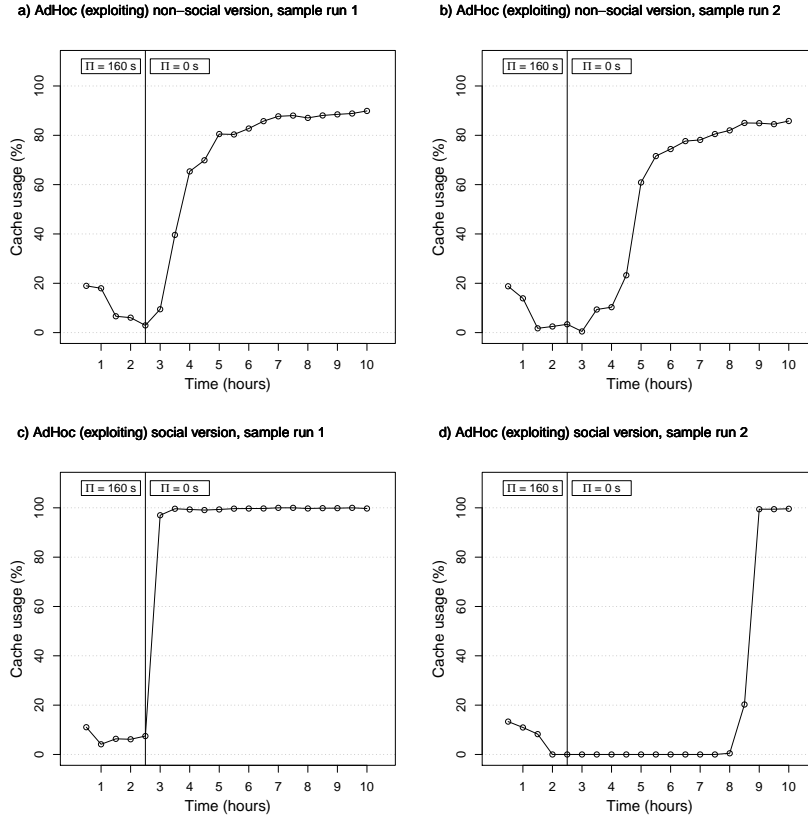 a) AdHoc (exploiting) non−social version, sample run 1
Π = 160 s
Π = 0 s
100
80
60
40
20
0
Cache usage (%)
1 2 3 4 5 6 7 8 9 10
Time (hours)
b) AdHoc (exploiting) non−social version, sample run 2
Π = 160 s
Π = 0 s
100
80
60
40
20
0
Cache usage (%)
1 2 3 4 5 6 7 8 9 10
Time (hours)
c) AdHoc (exploiting) social version, sample run 1
Π = 160 s
Π = 0 s
100
80
60
40
20
0
Cache usage (%)
1 2 3 4 5 6 7 8 9 10
Time (hours)
d) AdHoc (exploiting) social version, sample run 2
Π = 160 s
Π = 0 s
100
80
60
40
20
0
Cache usage (%)
1 2 3 4 5 6 7 8 9 10
Time (hours)